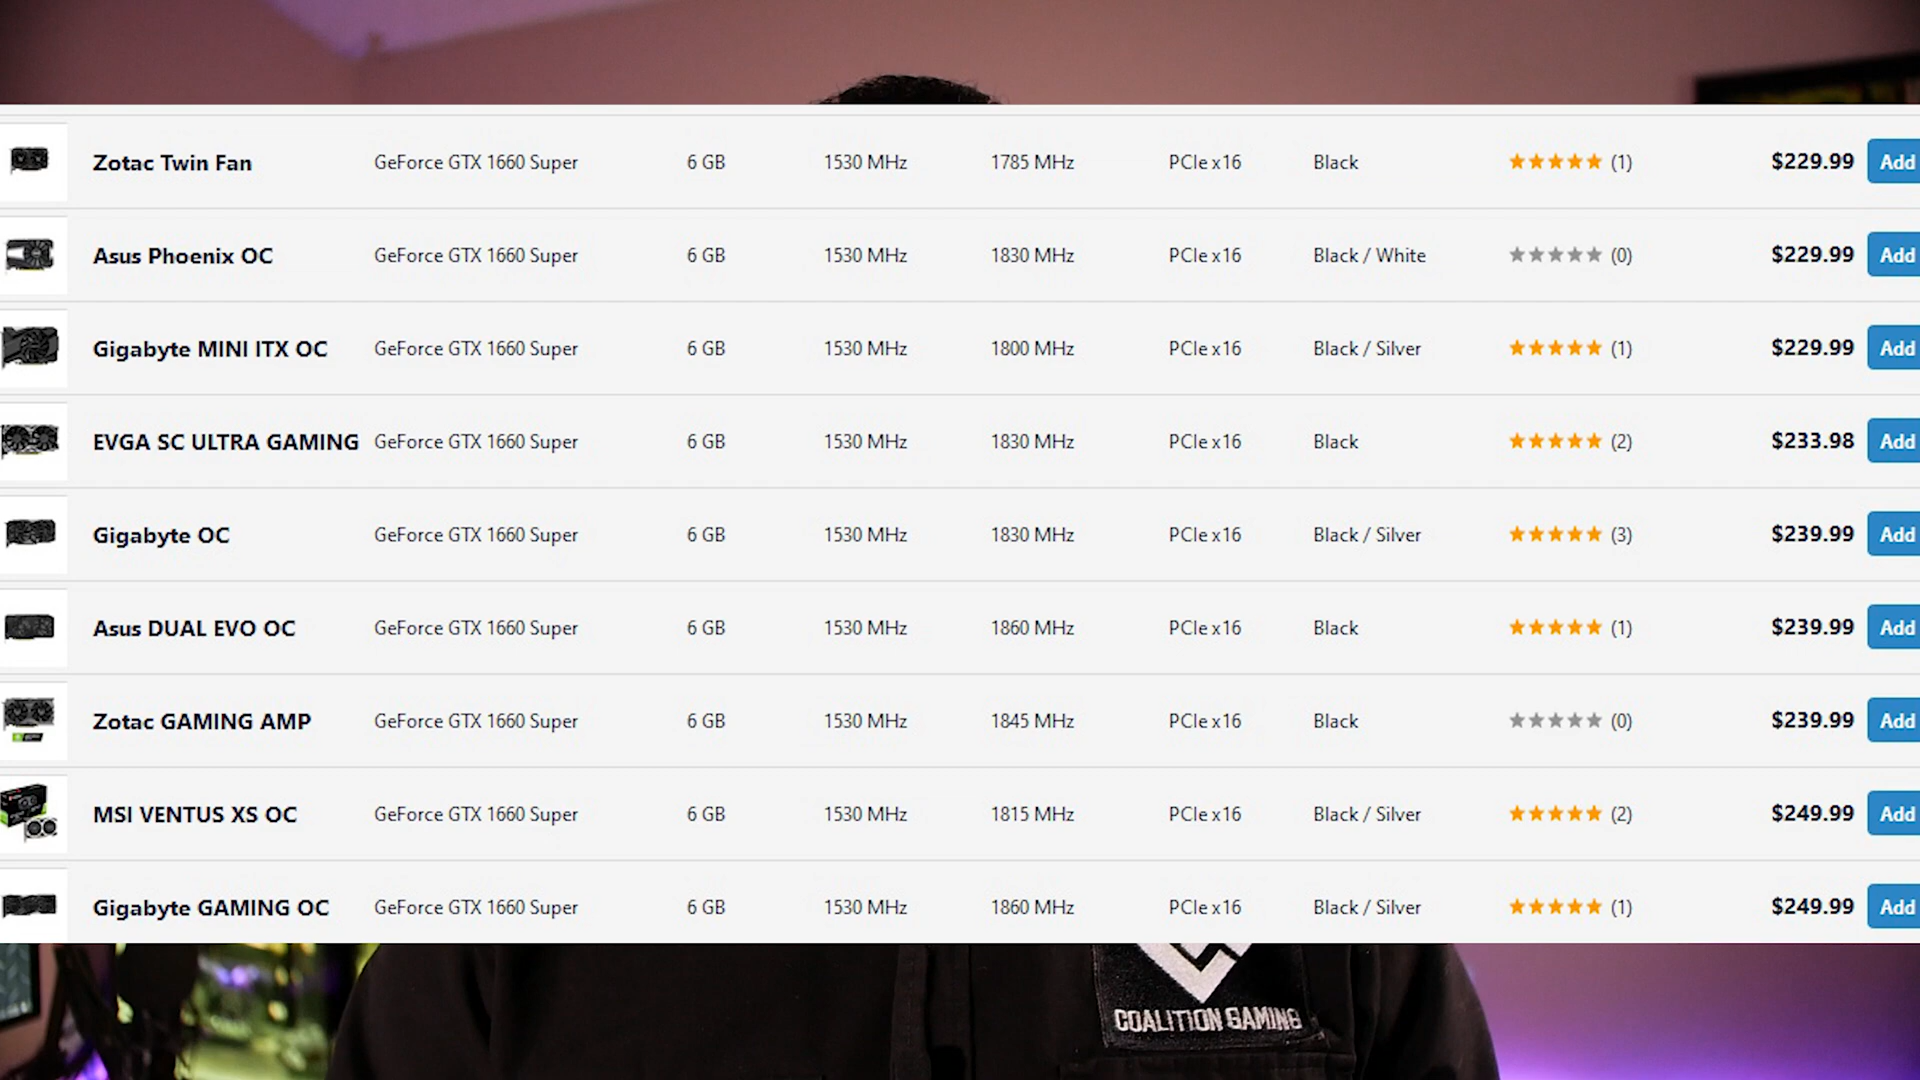 Zotac Twin Fan GeForce GTX 1660 Super 6 GB 1530 MHz 1785 MHz PCIe x16 Black (1) $229.99 Add
Asus Phoenix OC GeForce GTX 1660 Super 6 GB 1530 MHz 1830 MHz PCIe x16 Black / White (0) $229.99 Add
Gigabyte MINI ITX OC GeForce GTX 1660 Super 6 GB 1530 MHz 1800 MHz PCIe x16 Black / Silver (1) $229.99 Add
EVGA SC ULTRA GAMING GeForce GTX 1660 Super 6 GB 1530 MHz 1830 MHz PCIe x16 Black (2) $233.98 Add
Gigabyte OC GeForce GTX 1660 Super 6 GB 1530 MHz 1830 MHz PCIe x16 Black / Silver (3) $239.99 Add
Asus DUAL EVO OC GeForce GTX 1660 Super 6 GB 1530 MHz 1860 MHz PCIe x16 Black (1) $239.99 Add
Zotac GAMING AMP GeForce GTX 1660 Super 6 GB 1530 MHz 1845 MHz PCIe x16 Black (0) $239.99 Add
MSI VENTUS XS OC GeForce GTX 1660 Super 6 GB 1530 MHz 1815 MHz PCIe x16 Black / Silver (2) $249.99 Add
Gigabyte GAMING OC GeForce GTX 1660 Super 6 GB 1530 MHz 1860 MHz PCIe x16 Black / Silver (1) $249.99 Add
COALITION GAMING